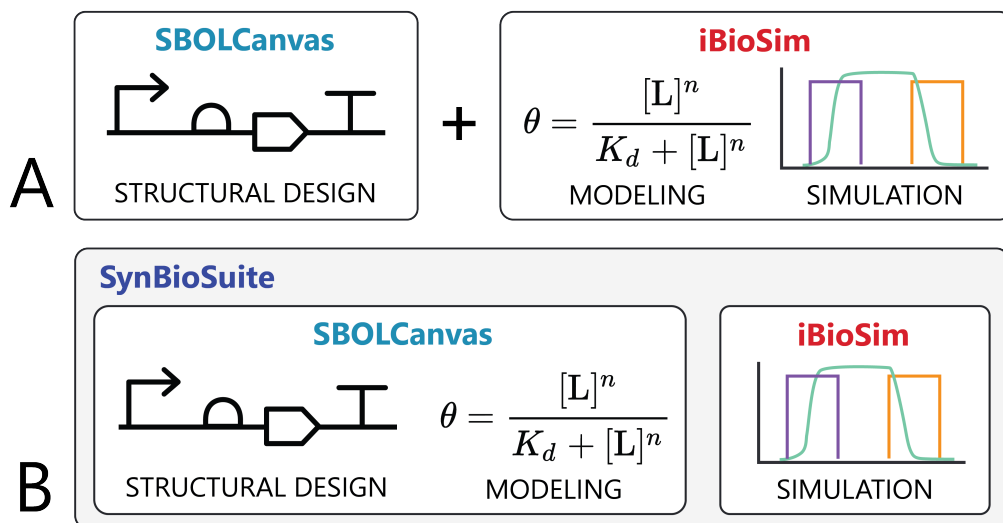 A
SBOLCanvas
STRUCTURAL DESIGN
+
iBioSim
θ = [L]ⁿ / K_d + [L]ⁿ
MODELING
SIMULATION
B
SynBioSuite
SBOLCanvas
STRUCTURAL DESIGN
θ = [L]ⁿ / K_d + [L]ⁿ
MODELING
iBioSim
SIMULATION